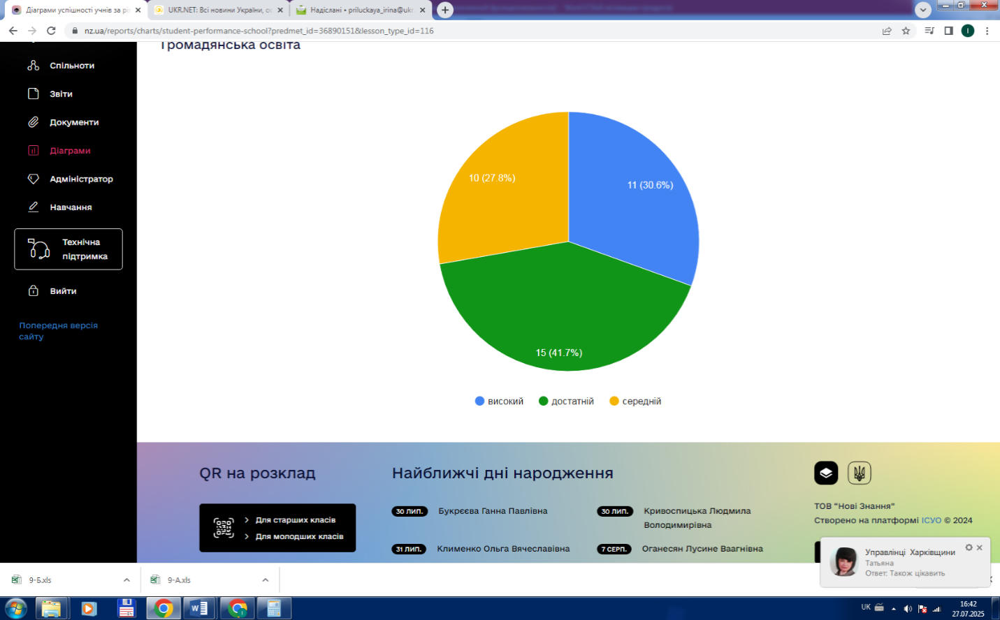 Діаграми успішності учнів за рі
UKR.NET: Всі новини України, ос
Надіслані • priluckaya_irina@ukr
nz.ua/reports/charts/student-performance-school?predmet_id=36890151&lesson_type_id=116
І
Громадянська освіта
Спільноти
Звіти
Документи
Діаграми
Адміністратор
Навчання
Технічна
підтримка
Вийти
Попередня версія
сайту
10 (27.8%)
11 (30.6%)
15 (41.7%)
високий
достатній
середній
QR на розклад
Для старших класів
Для молодших класів
Найближчі дні народження
30 ЛИП.
Букрєєва Ганна Павлівна
30 ЛИП.
Кривоспицька Людмила
Володимирівна
31 ЛИП.
Клименко Ольга Вячеславівна
7 СЕРП.
Оганесян Лусине Ваагнівна
ТОВ "Нові Знання"
Створено на платформі ІСУО © 2024
Управлінці Харківщини
Татьяна
Ответ: Також цікавить
9-Б.xls
9-А.xls
UK
16:42
27.07.2025